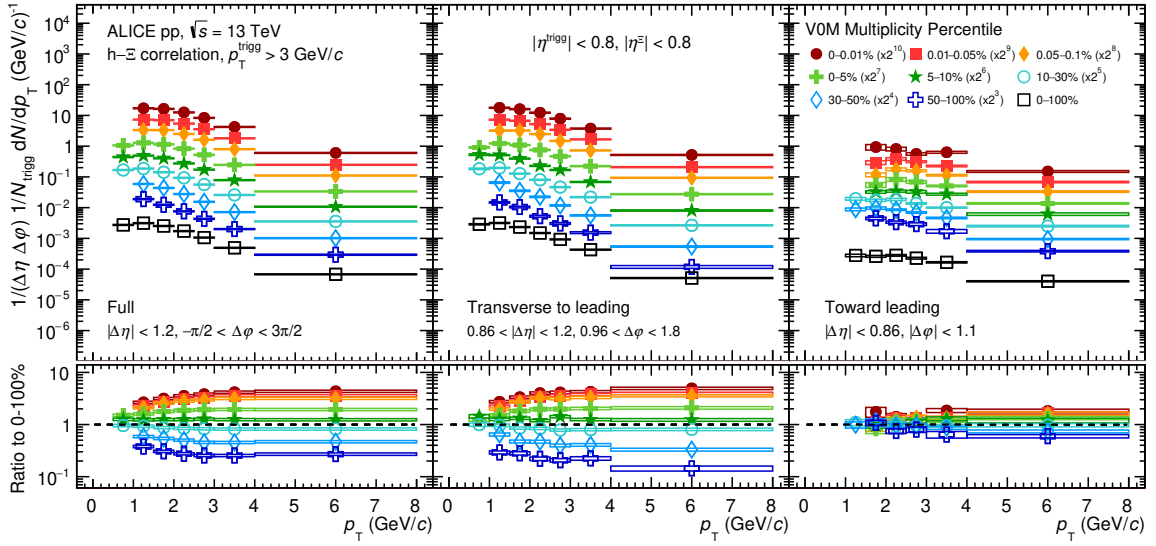 ALICE pp, √s = 13 TeV
h–Ξ correlation, p_T^trigg > 3 GeV/c
|η^trigg| < 0.8, |η^Ξ| < 0.8
V0M Multiplicity Percentile
0–0.01% (x2^10) 0.01–0.05% (x2^9) 0.05–0.1% (x2^8)
0–5% (x2^7) 5–10% (x2^6) 10–30% (x2^5)
30–50% (x2^4) 50–100% (x2^3) 0–100%
1/(Δη Δφ) 1/N_trigg dN/dp_T (GeV/c)^-1
10^4
10^3
10^2
10
1
10^−1
10^−2
10^−3
10^−4
10^−5
10^−6
Full
|Δη| < 1.2, −π/2 < Δφ < 3π/2
Transverse to leading
0.86 < |Δη| < 1.2, 0.96 < Δφ < 1.8
Toward leading
|Δη| < 0.86, |Δφ| < 1.1
Ratio to 0-100%
10
1
10^−1
0 1 2 3 4 5 6 7 8
p_T (GeV/c)
0 1 2 3 4 5 6 7 8
p_T (GeV/c)
0 1 2 3 4 5 6 7 8
p_T (GeV/c)